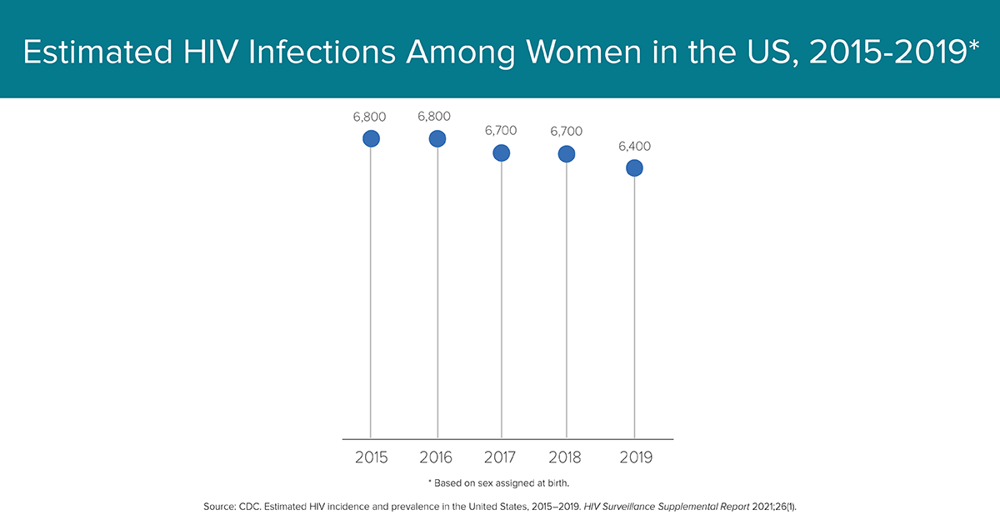 Estimated HIV Infections Among Women in the US, 2015-2019*
6,800
6,800
6,700
6,700
6,400
2015 2016 2017 2018 2019
* Based on sex assigned at birth.
Source: CDC. Estimated HIV incidence and prevalence in the United States, 2015–2019. HIV Surveillance Supplemental Report 2021;26(1).